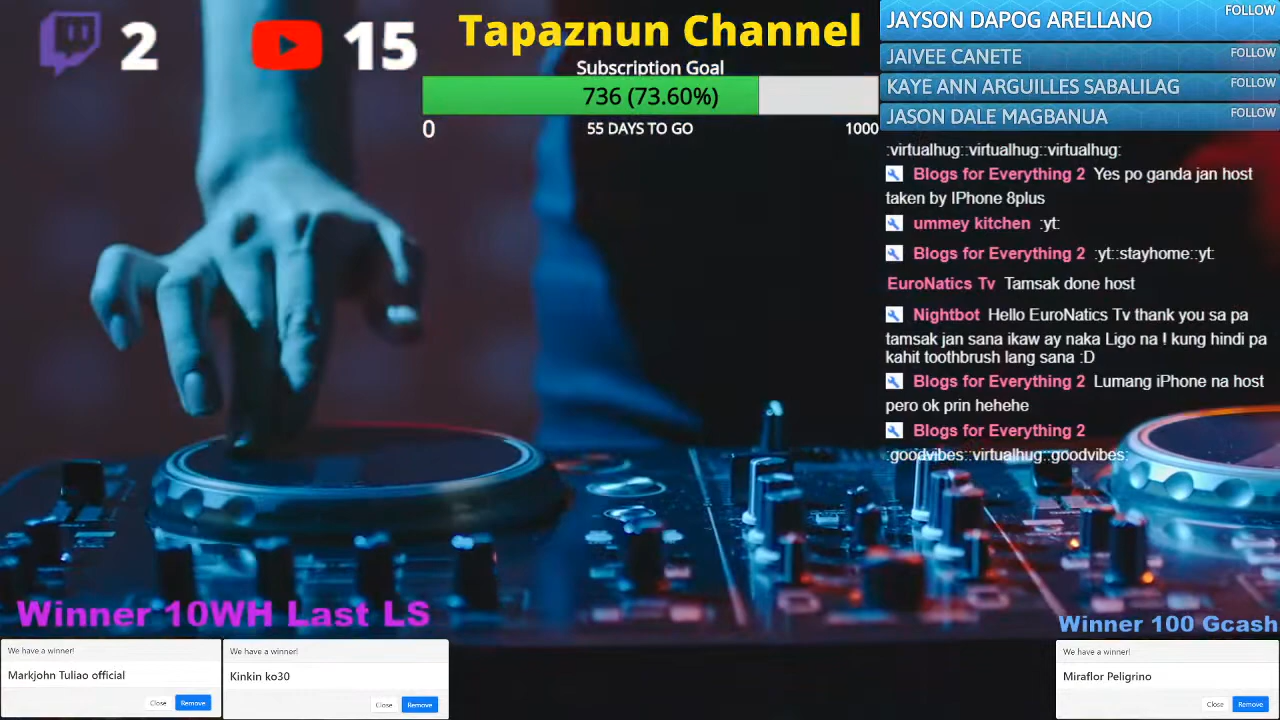 2
15
Tapaznun Channel
Subscription Goal
736 (73.60%)
0
55 DAYS TO GO
1000
JAYSON DAPOG ARELLANO
FOLLOW
JAIVEE CANETE
FOLLOW
KAYE ANN ARGUILLES SABALILAG
FOLLOW
JASON DALE MAGBANUA
FOLLOW
:virtualhug::virtualhug::virtualhug:
Blogs for Everything 2 Yes po ganda jan host
taken by IPhone 8plus
ummey kitchen :yt:
Blogs for Everything 2 :yt::stayhome::yt:
EuroNatics Tv Tamsak done host
Nightbot Hello EuroNatics Tv thank you sa pa
tamsak jan sana ikaw ay naka Ligo na ! kung hindi pa
kahit toothbrush lang sana :D
Blogs for Everything 2 Lumang iPhone na host
pero ok prin hehehe
Blogs for Everything 2
:goodvibes::virtualhug::goodvibes:
Winner 10WH Last LS
We have a winner!
Markjohn Tuliao official
Close Remove
We have a winner!
Kinkin ko30
Close Remove
Winner 100 Gcash
We have a winner!
Miraflor Peligrino
Close Remove